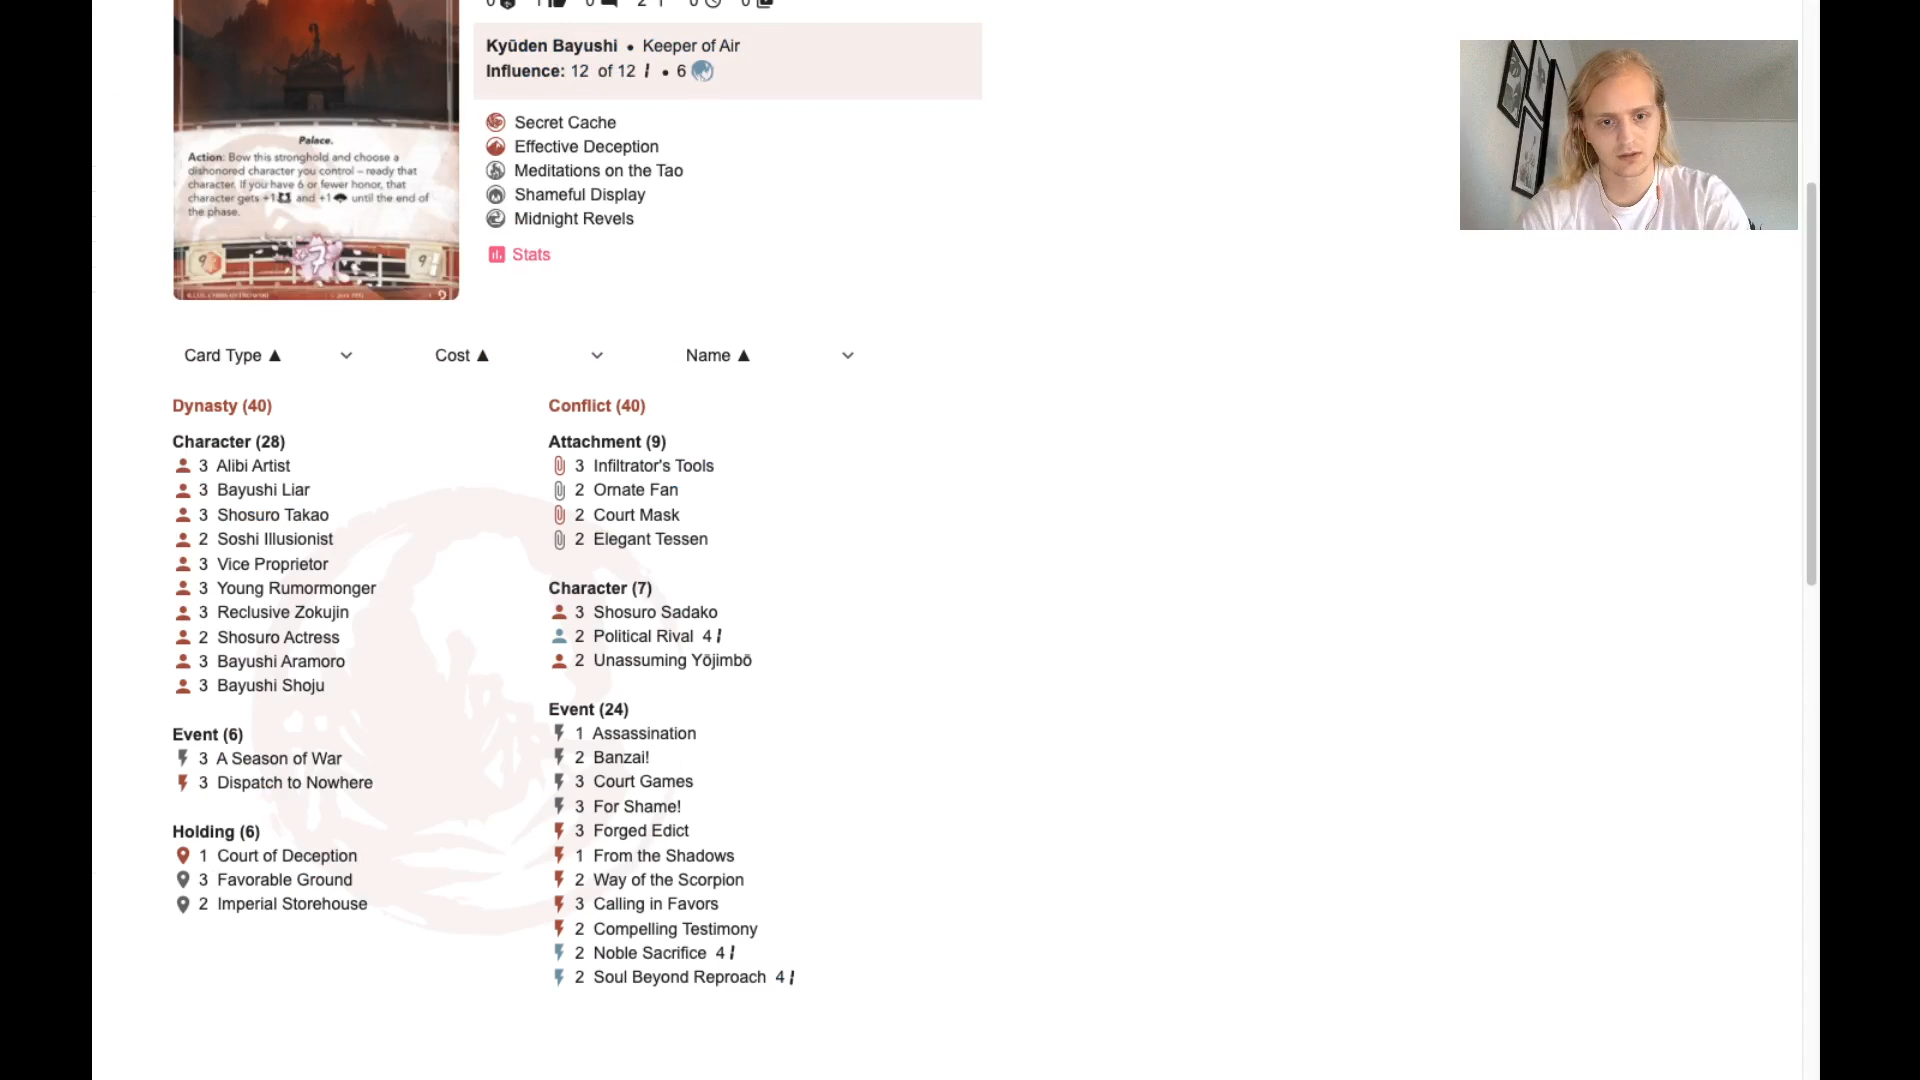 Kyūden Bayushi • Keeper of Air
Influence: 12 of 12 • 6
Palace.
Action: Bow this stronghold and choose a
dishonored character you control – ready that
character. If you have 6 or fewer honor, that
character gets +1 and +1 until the end of
the phase.
9 7 9
Secret Cache
Effective Deception
Meditations on the Tao
Shameful Display
Midnight Revels
Stats
Card Type ▲ Cost ▲ Name ▲
Dynasty (40)
Character (28)
3 Alibi Artist
3 Bayushi Liar
3 Shosuro Takao
2 Soshi Illusionist
3 Vice Proprietor
3 Young Rumormonger
3 Reclusive Zokujin
2 Shosuro Actress
3 Bayushi Aramoro
3 Bayushi Shoju
Event (6)
3 A Season of War
3 Dispatch to Nowhere
Holding (6)
1 Court of Deception
3 Favorable Ground
2 Imperial Storehouse
Conflict (40)
Attachment (9)
3 Infiltrator's Tools
2 Ornate Fan
2 Court Mask
2 Elegant Tessen
Character (7)
3 Shosuro Sadako
2 Political Rival 4
2 Unassuming Yōjimbō
Event (24)
1 Assassination
2 Banzai!
3 Court Games
3 For Shame!
3 Forged Edict
1 From the Shadows
2 Way of the Scorpion
3 Calling in Favors
2 Compelling Testimony
2 Noble Sacrifice 4
2 Soul Beyond Reproach 4